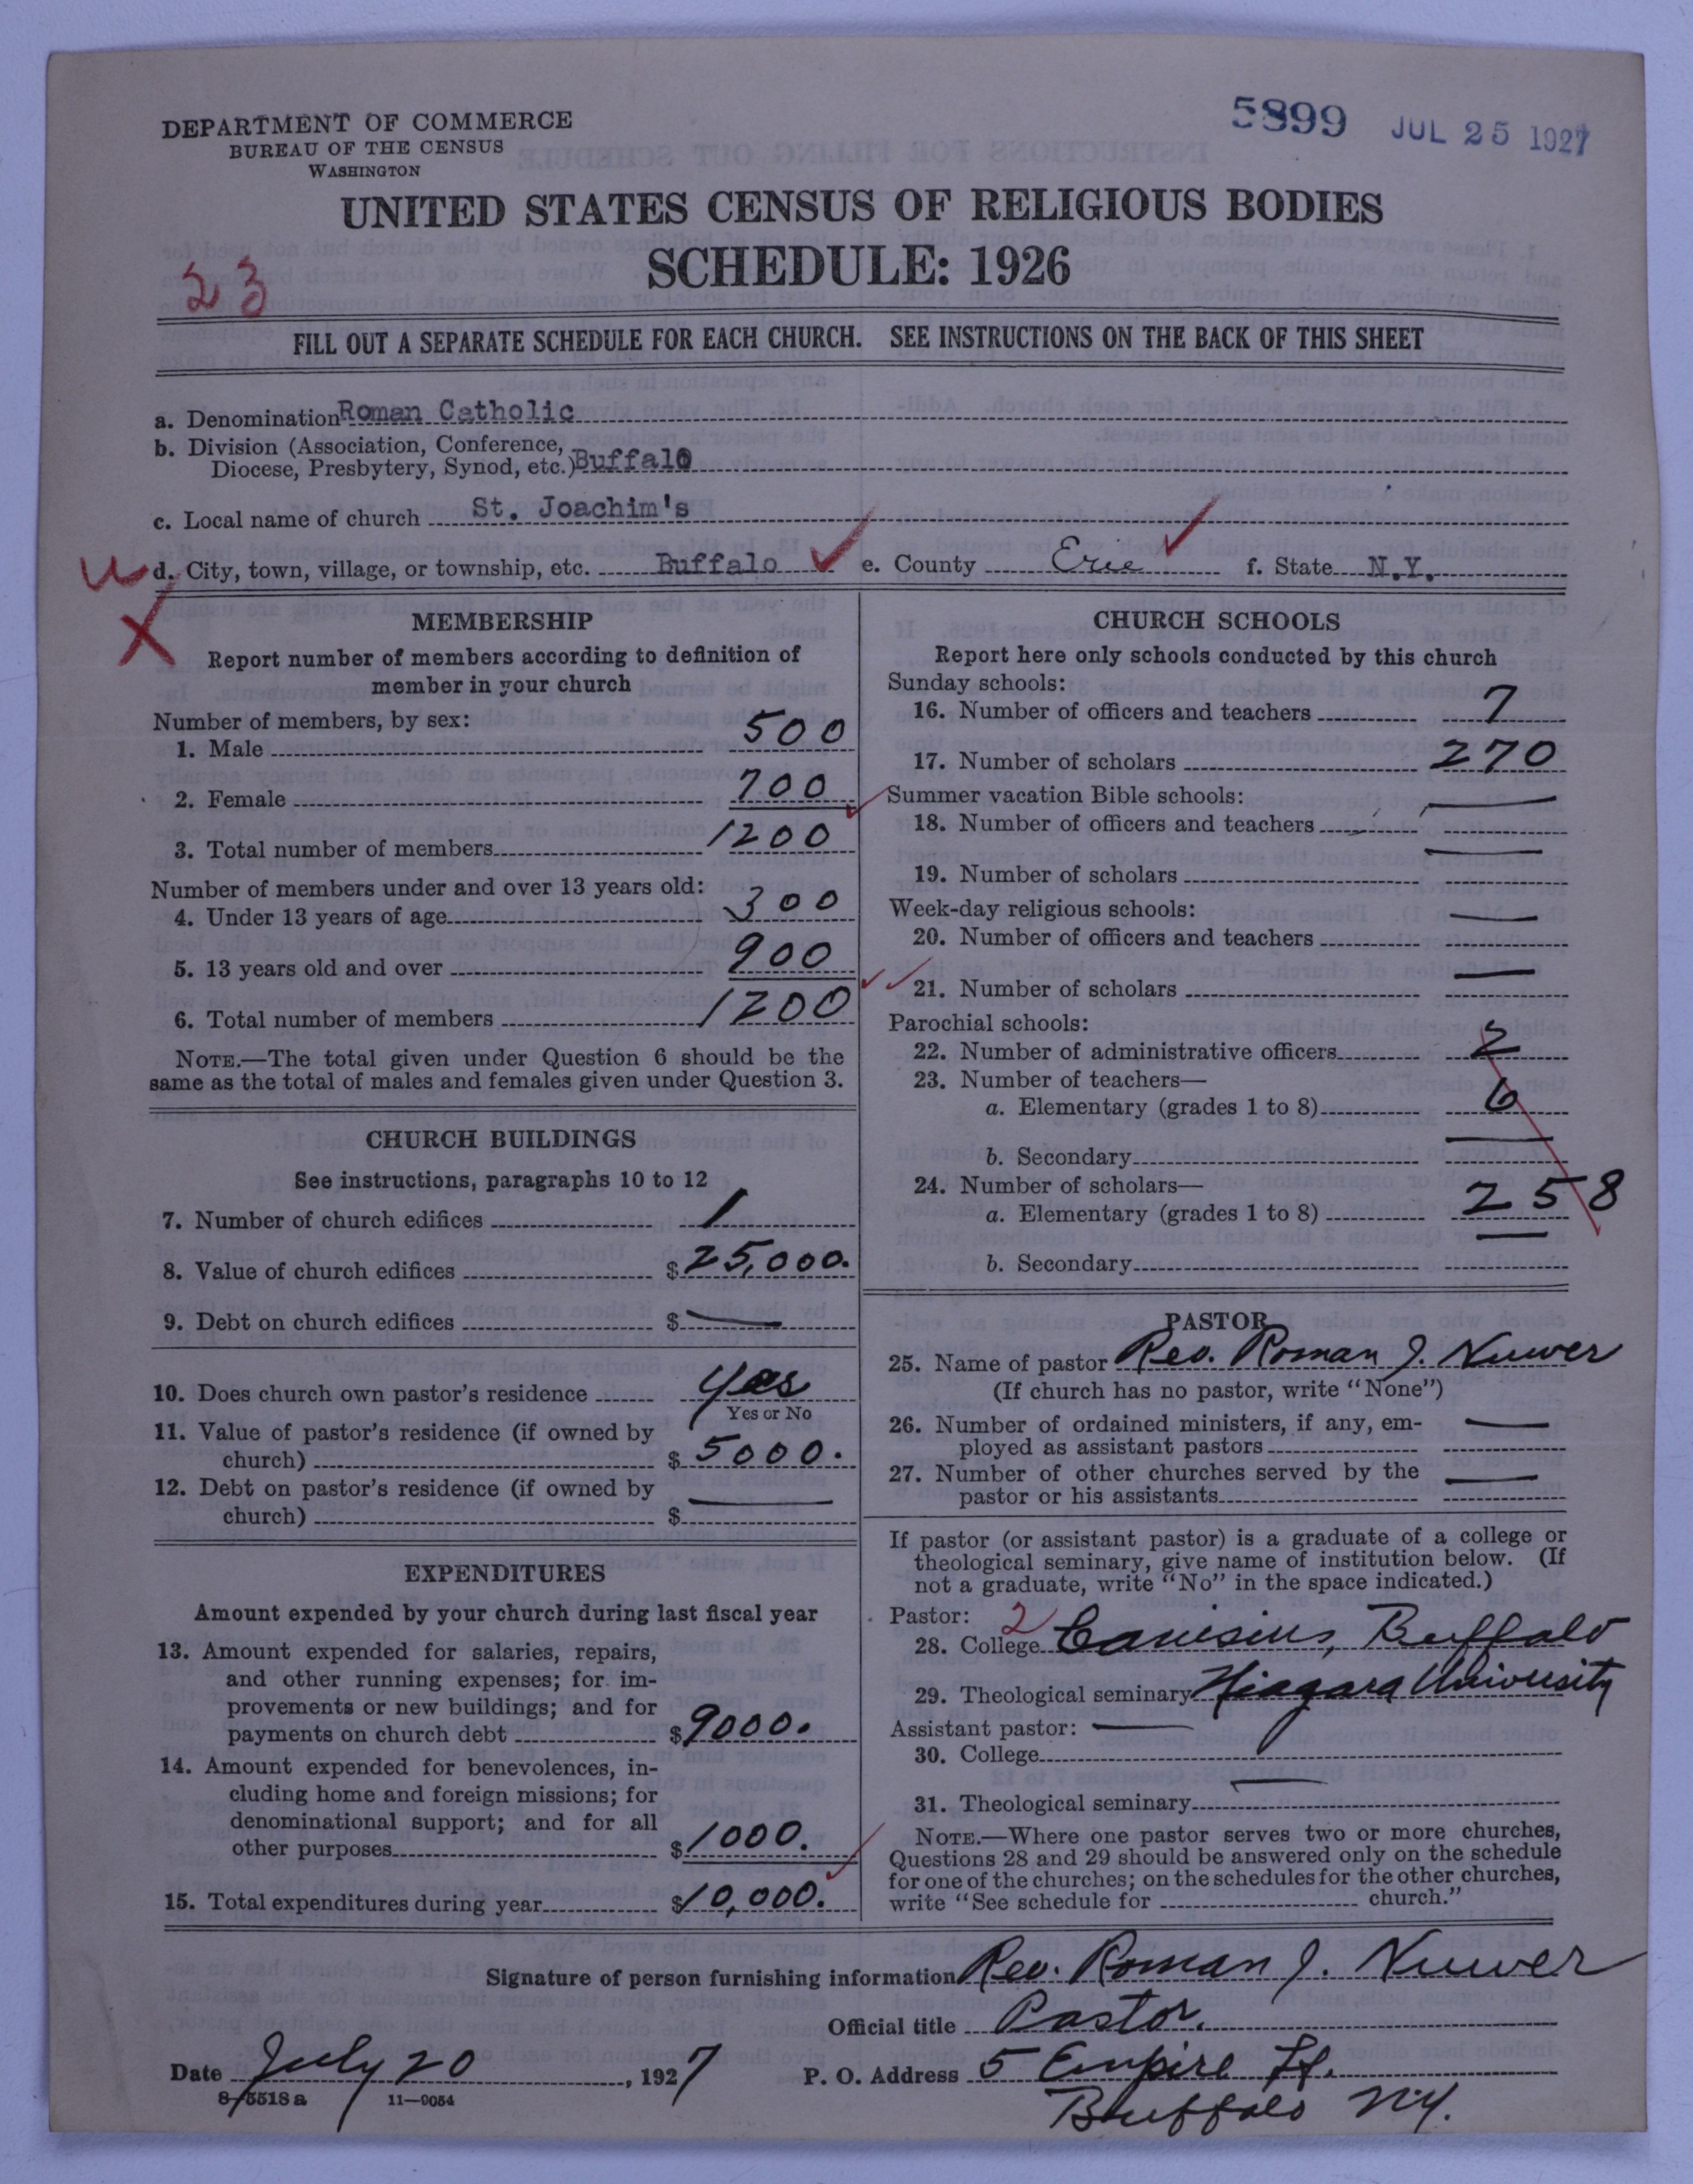 5899 JUL 25 1927
DEPARTMENT OF COMMERCE
BUREAU OF THE CENSUS
WASHINGTON
UNITED STATES CENSUS OF RELIGIOUS BODIES
SCHEDULE: 1926
23
FILL OUT A SEPARATE SCHEDULE FOR EACH CHURCH. SEE INSTRUCTIONS ON THE BACK OF THIS SHEET
a. Denomination Roman Catholic
b. Division (Association, Conference,
Diocese, Presbytery, Synod, etc.) Buffalo
c. Local name of church St. Joachim's
d. City, town, village, or township, etc. Buffalo e. County Erie f. State N.Y.
MEMBERSHIP
Report number of members according to definition of
member in your church
Number of members, by sex:
1. Male 500
2. Female 700
3. Total number of members 1200
Number of members under and over 13 years old:
4. Under 13 years of age 300
5. 13 years old and over 900
6. Total number of members 1200
NOTE.—The total given under Question 6 should be the
same as the total of males and females given under Question 3.
CHURCH BUILDINGS
See instructions, paragraphs 10 to 12
7. Number of church edifices 1
8. Value of church edifices $25,000.
9. Debt on church edifices $ —
10. Does church own pastor's residence Yes
Yes or No
11. Value of pastor's residence (if owned by
church) $5000.
12. Debt on pastor's residence (if owned by
church) $ —
EXPENDITURES
Amount expended by your church during last fiscal year
13. Amount expended for salaries, repairs,
and other running expenses; for im-
provements or new buildings; and for
payments on church debt $9000.
14. Amount expended for benevolences, in-
cluding home and foreign missions; for
denominational support; and for all
other purposes $1000.
15. Total expenditures during year $10,000.
CHURCH SCHOOLS
Report here only schools conducted by this church
Sunday schools:
16. Number of officers and teachers 7
17. Number of scholars 270
Summer vacation Bible schools:
18. Number of officers and teachers —
19. Number of scholars —
Week-day religious schools:
20. Number of officers and teachers —
21. Number of scholars —
Parochial schools:
22. Number of administrative officers 2
23. Number of teachers—
a. Elementary (grades 1 to 8) 6
b. Secondary —
24. Number of scholars—
a. Elementary (grades 1 to 8) 258
b. Secondary —
PASTOR
25. Name of pastor Rev. Roman J. Nuwer
(If church has no pastor, write "None")
26. Number of ordained ministers, if any, em-
ployed as assistant pastors —
27. Number of other churches served by the
pastor or his assistants —
If pastor (or assistant pastor) is a graduate of a college or
theological seminary, give name of institution below. (If
not a graduate, write "No" in the space indicated.)
Pastor: 2
28. College Canisius, Buffalo
29. Theological seminary Niagara University
Assistant pastor: —
30. College
31. Theological seminary —
NOTE.—Where one pastor serves two or more churches,
Questions 28 and 29 should be answered only on the schedule
for one of the churches; on the schedules for the other churches,
write "See schedule for church."
Signature of person furnishing information Rev. Roman J. Nuwer
Official title Pastor.
Date July 20, 1927 P. O. Address 5 Empire St.
8-5518a 11-9054 Buffalo N.Y.